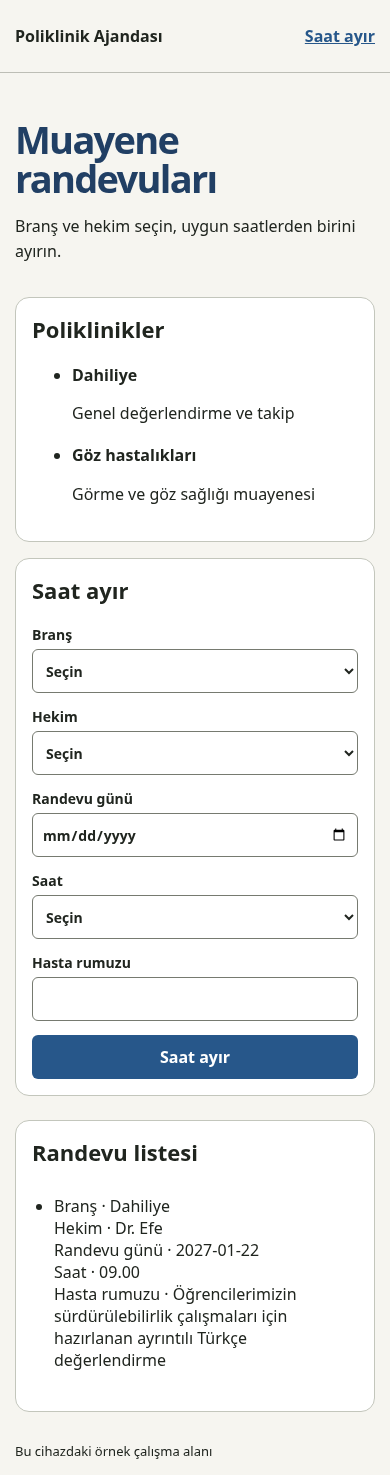 Poliklinik Ajandası
Saat ayır
Muayene
randevuları
Branş ve hekim seçin, uygun saatlerden birini
ayırın.
Poliklinikler
Dahiliye
Genel değerlendirme ve takip
Göz hastalıkları
Görme ve göz sağlığı muayenesi
Saat ayır
Branş
Seçin
Hekim
Seçin
Randevu günü
mm/dd/yyyy
Saat
Seçin
Hasta rumuzu
Saat ayır
Randevu listesi
Branş · Dahiliye
Hekim · Dr. Efe
Randevu günü · 2027-01-22
Saat · 09.00
Hasta rumuzu · Öğrencilerimizin
sürdürülebilirlik çalışmaları için
hazırlanan ayrıntılı Türkçe
değerlendirme
Bu cihazdaki örnek çalışma alanı